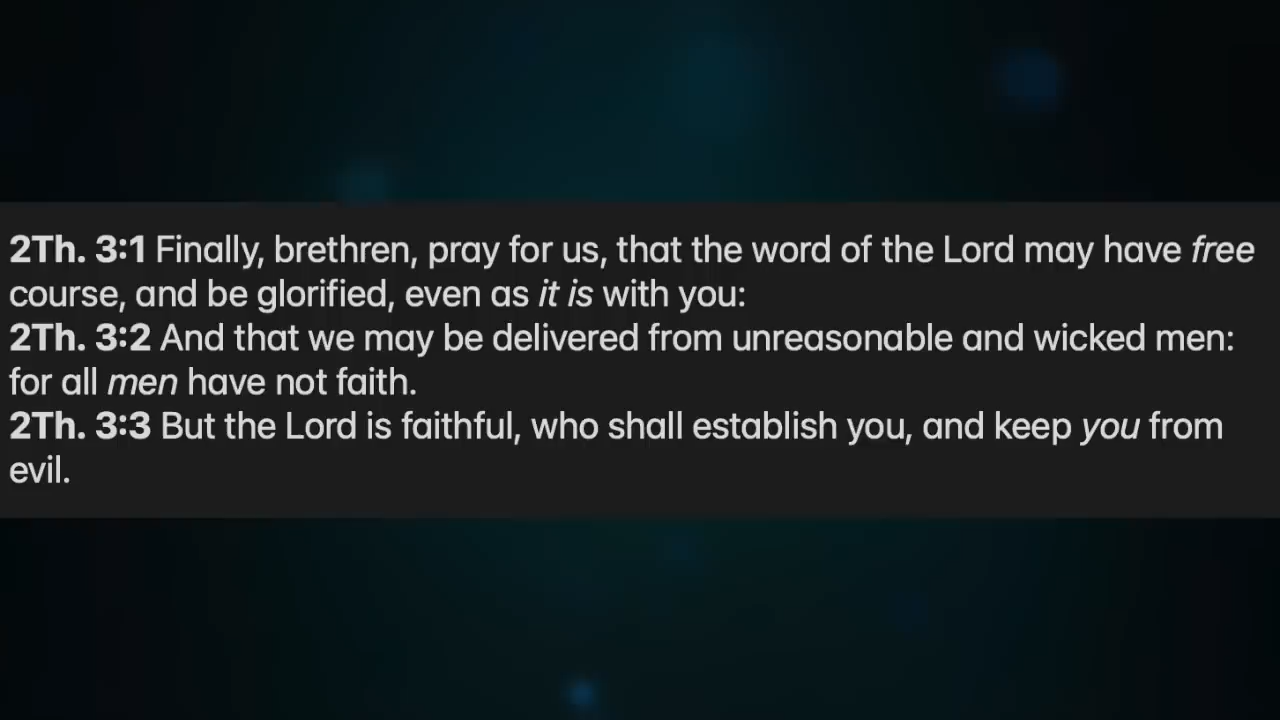 2Th. 3:1 Finally, brethren, pray for us, that the word of the Lord may have free
course, and be glorified, even as it is with you:
2Th. 3:2 And that we may be delivered from unreasonable and wicked men:
for all men have not faith.
2Th. 3:3 But the Lord is faithful, who shall establish you, and keep you from
evil.